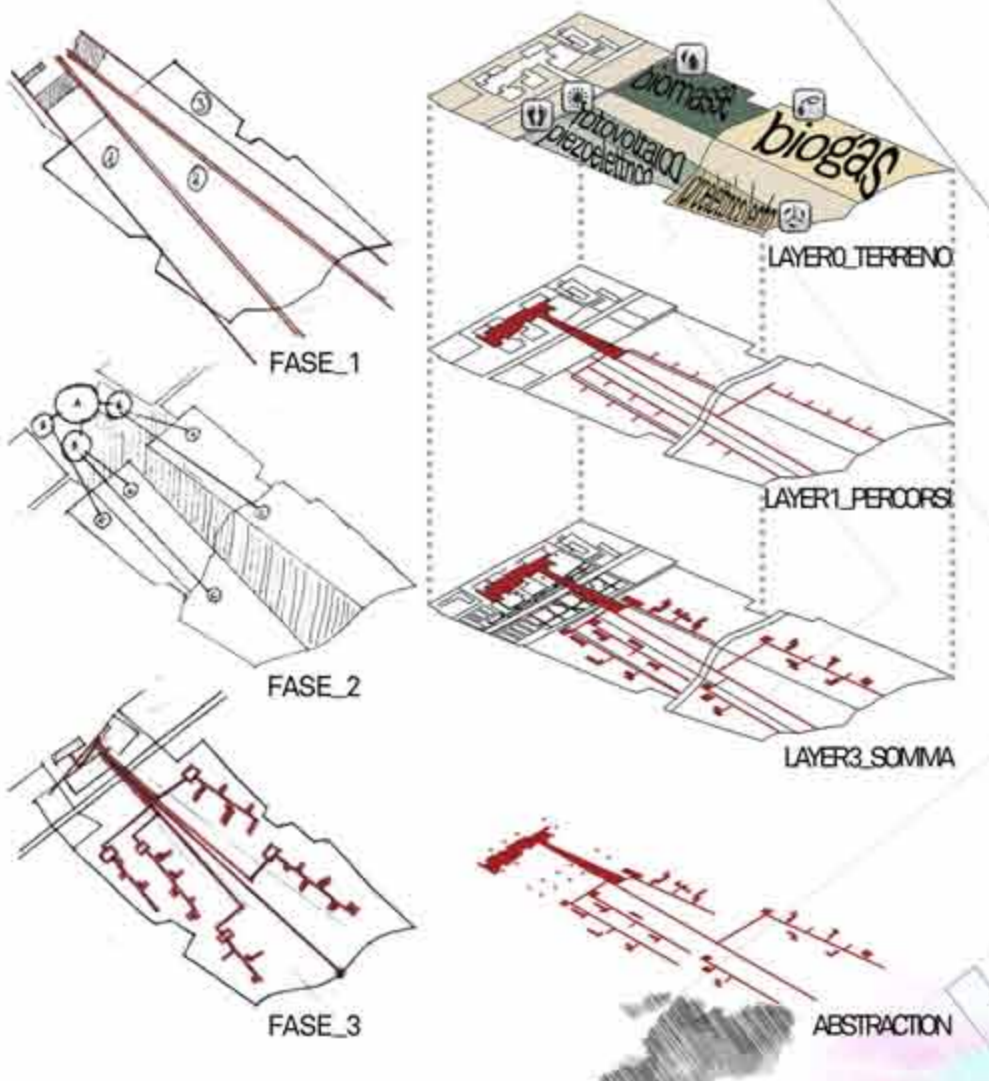 FASE_1
FASE_2
FASE_3
biomasse
biogas
fotovoltaico
piezoelettrico
LAYER0_TERRENO
LAYER1_PERCORSI
LAYER3_SOMMA
ABSTRACTION